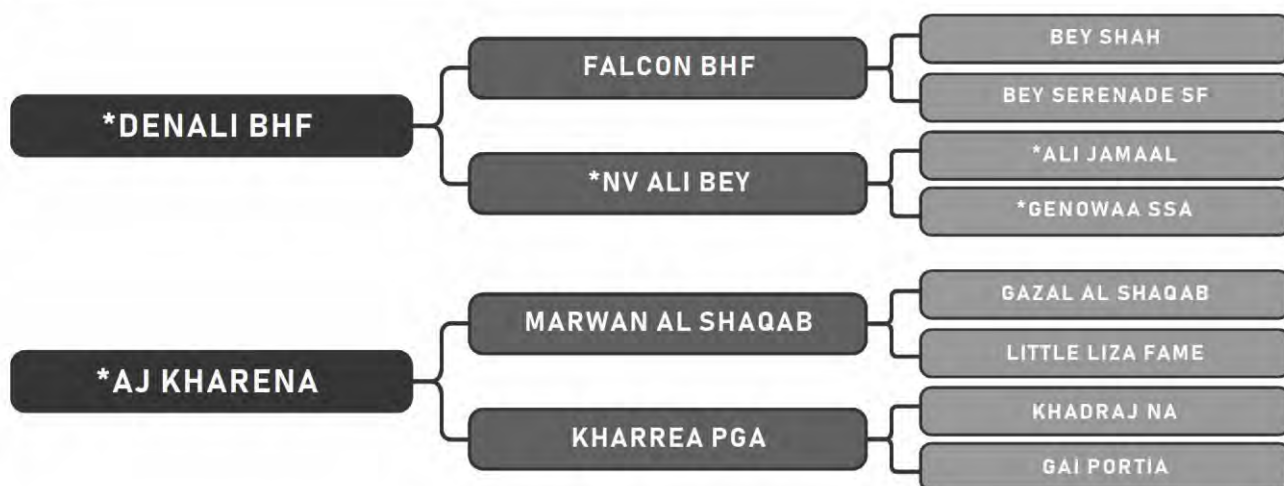 *DENALI BHF
FALCON BHF
BEY SHAH
BEY SERENADE SF
*NV ALI BEY
*ALI JAMAAL
*GENOWAA SSA
*AJ KHARENA
MARWAN AL SHAQAB
GAZAL AL SHAQAB
LITTLE LIZA FAME
KHARREA PGA
KHADRAJ NA
GAI PORTIA